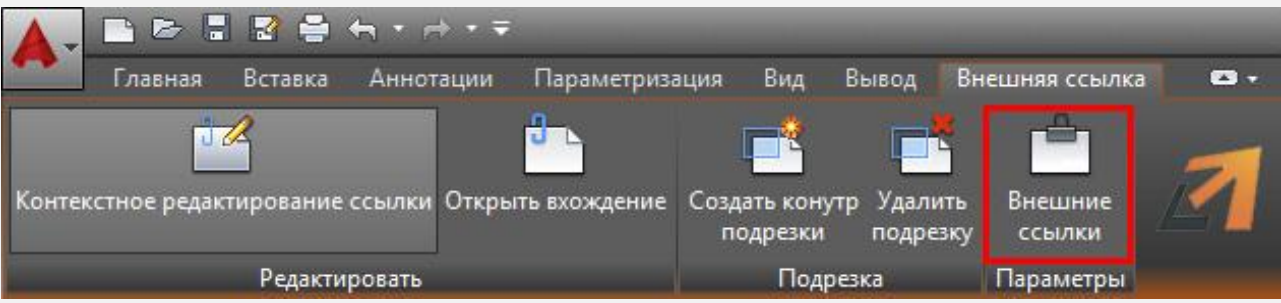 Главная Вставка Аннотации Параметризация Вид Вывод Внешняя ссылка
Контекстное редактирование ссылки Открыть вхождение Создать конутр Удалить Внешние
подрезки подрезку ссылки
Редактировать Подрезка Параметры